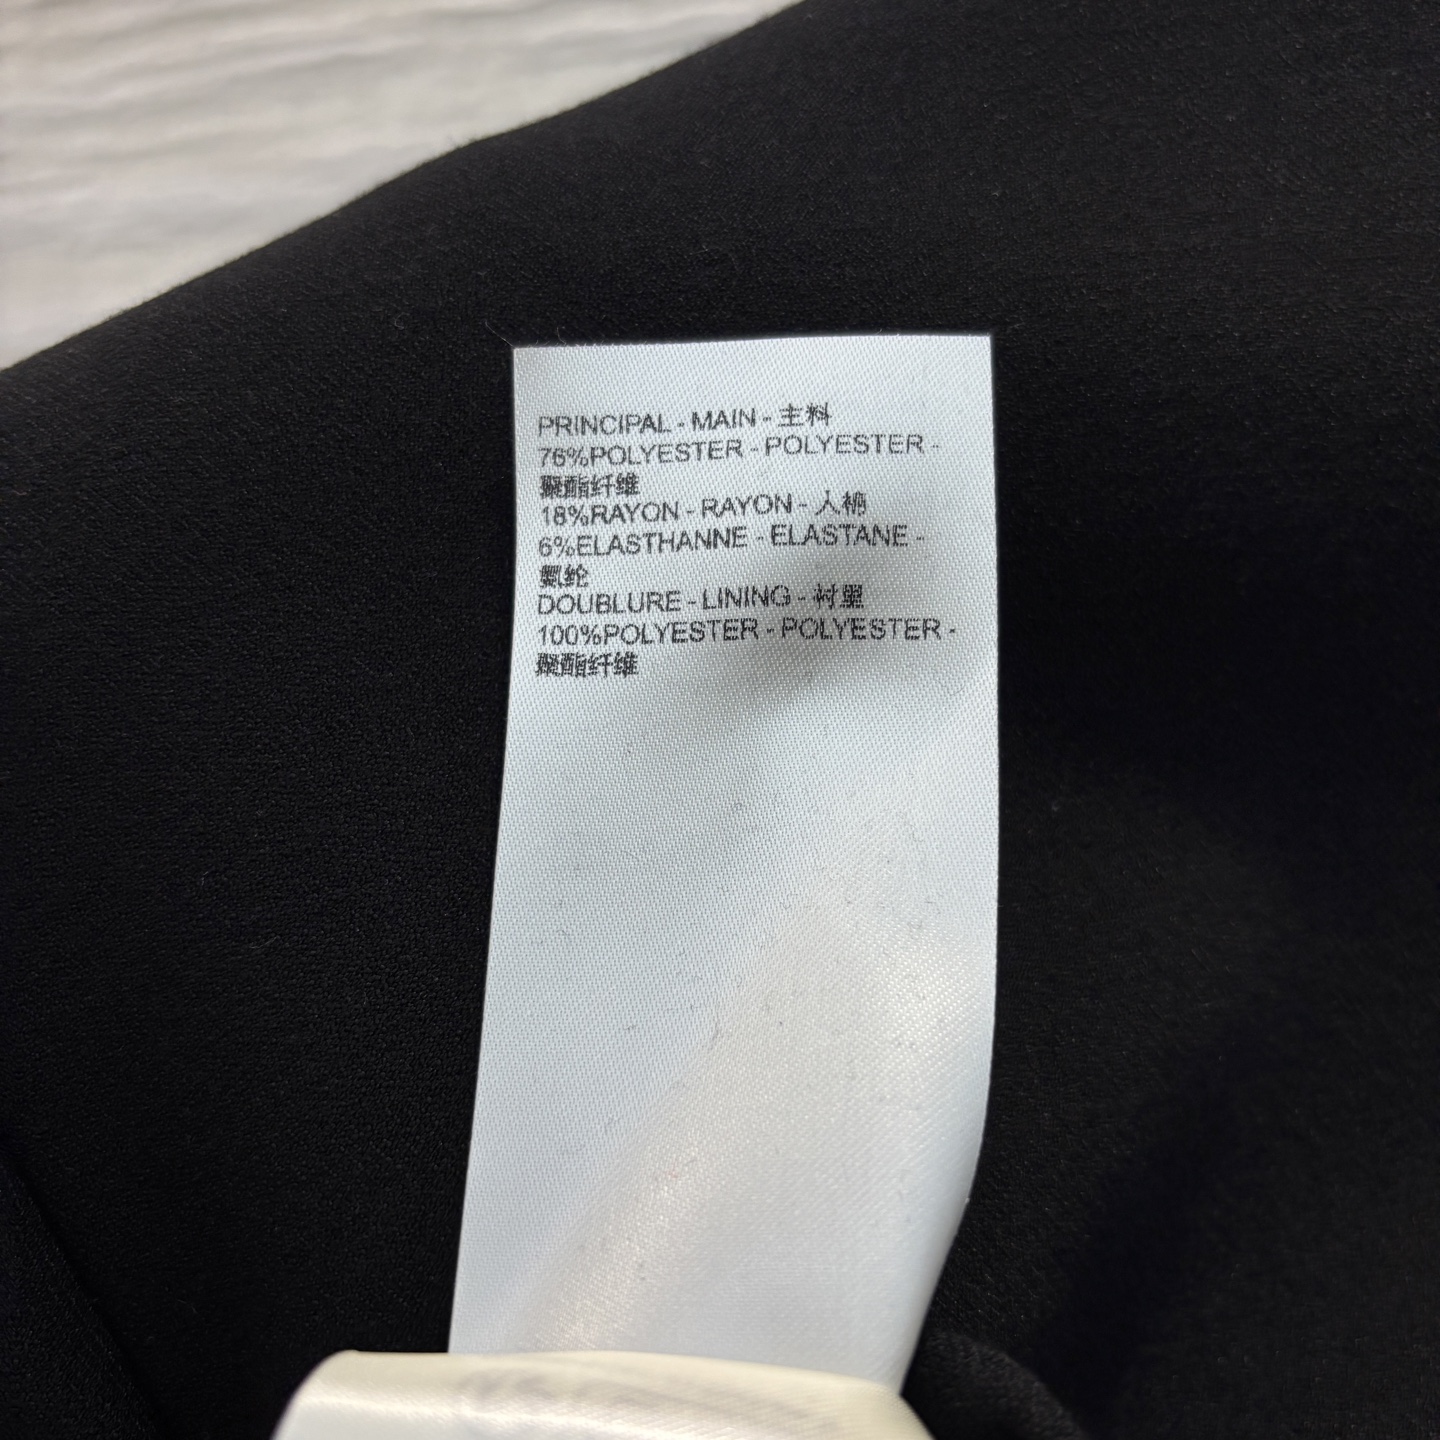 PRINCIPAL - MAIN - 主料
76%POLYESTER - POLYESTER -
聚酯纤维
18%RAYON - RAYON - 人棉
6%ELASTHANNE - ELASTANE -
氨纶
DOUBLURE - LINING - 衬里
100%POLYESTER - POLYESTER -
聚酯纤维